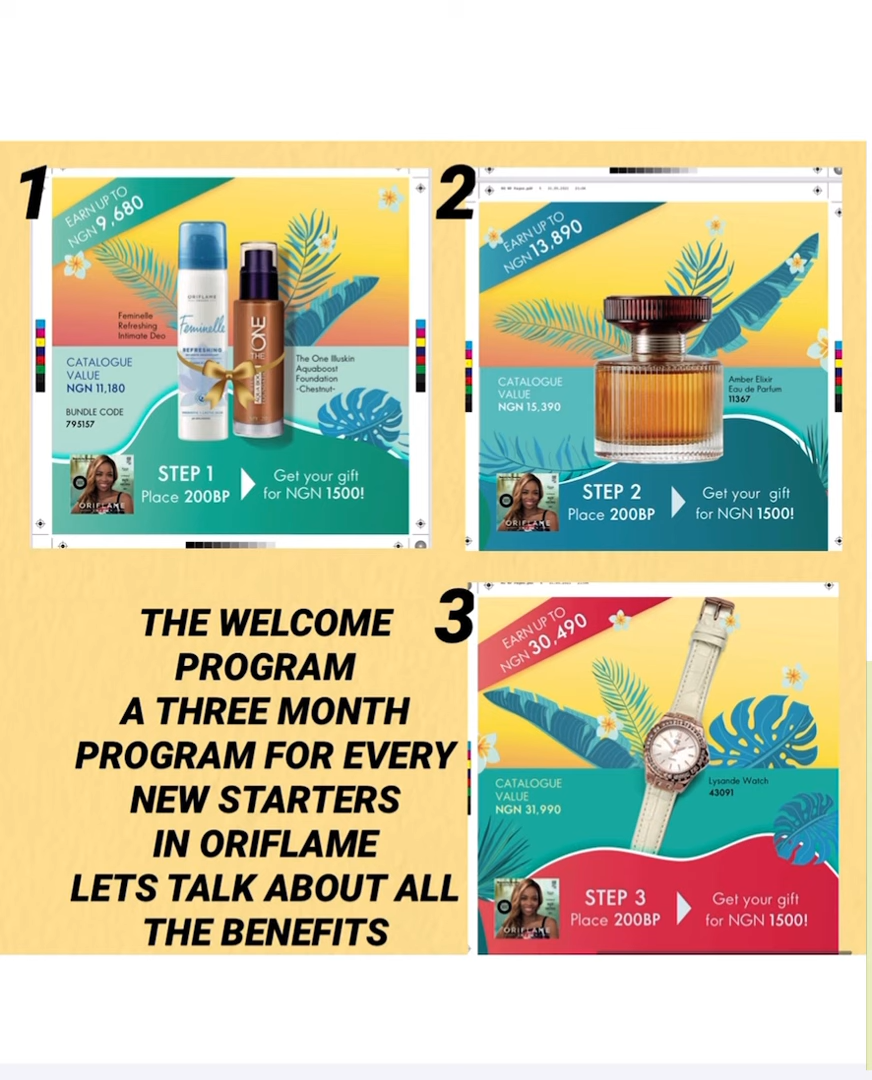 1
EARN UP TO
NGN 9,680
ORIFLAME
Feminelle
REFRESHING
THE ONE
Feminelle
Refreshing
Intimate Deo
The One Illuskin
Aquaboost
Foundation
-Chestnut-
CATALOGUE
VALUE
NGN 11,180
BUNDLE CODE
795157
ORIFLAME
STEP 1
Place 200BP
Get your gift
for NGN 1500!
2
EARN UP TO
NGN 13,890
CATALOGUE
VALUE
NGN 15,390
Amber Elixir
Eau de Parfum
11367
ORIFLAME
STEP 2
Place 200BP
Get your gift
for NGN 1500!
THE WELCOME
PROGRAM
A THREE MONTH
PROGRAM FOR EVERY
NEW STARTERS
IN ORIFLAME
LETS TALK ABOUT ALL
THE BENEFITS
3
EARN UP TO
NGN 30,490
CATALOGUE
VALUE
NGN 31,990
Lysande Watch
43091
ORIFLAME
STEP 3
Place 200BP
Get your gift
for NGN 1500!